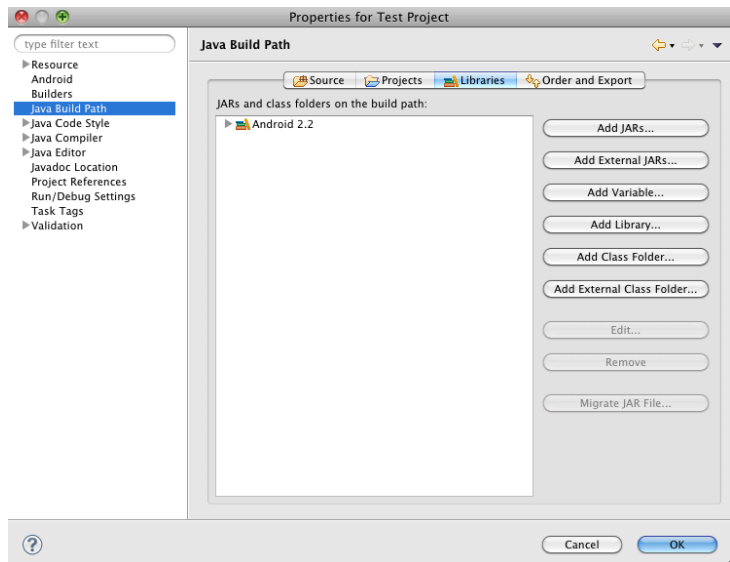 Properties for Test Project
type filter text
Resource
Android
Builders
Java Build Path
Java Code Style
Java Compiler
Java Editor
Javadoc Location
Project References
Run/Debug Settings
Task Tags
Validation
Java Build Path
Source Projects Libraries Order and Export
JARs and class folders on the build path:
Android 2.2
Add JARs...
Add External JARs...
Add Variable...
Add Library...
Add Class Folder...
Add External Class Folder...
Edit...
Remove
Migrate JAR File...
?
Cancel OK